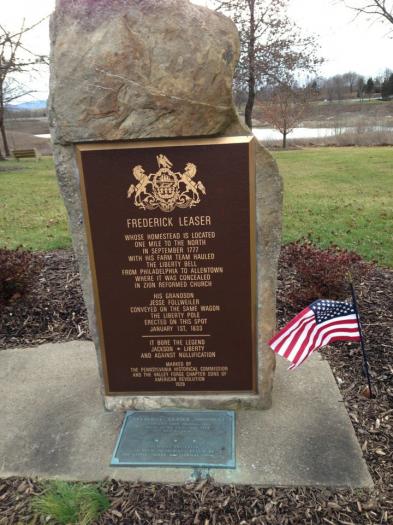 FREDERICK LEASER
WHOSE HOMESTEAD IS LOCATED
ONE MILE TO THE NORTH
IN SEPTEMBER 1777
WITH HIS FARM TEAM HAULED
THE LIBERTY BELL
FROM PHILADELPHIA TO ALLENTOWN
WHERE IT WAS CONCEALED
IN ZION REFORMED CHURCH
HIS GRANDSON
JESSE FOLLWEILER
CONVEYED ON THE SAME WAGON
THE LIBERTY POLE
ERECTED ON THIS SPOT
JANUARY 1ST, 1833
IT BORE THE LEGEND
JACKSON * LIBERTY
AND AGAINST NULLIFICATION
MARKED BY
THE PENNSYLVANIA HISTORICAL COMMISSION
AND THE VALLEY FORGE CHAPTER SONS OF
AMERICAN REVOLUTION
1928